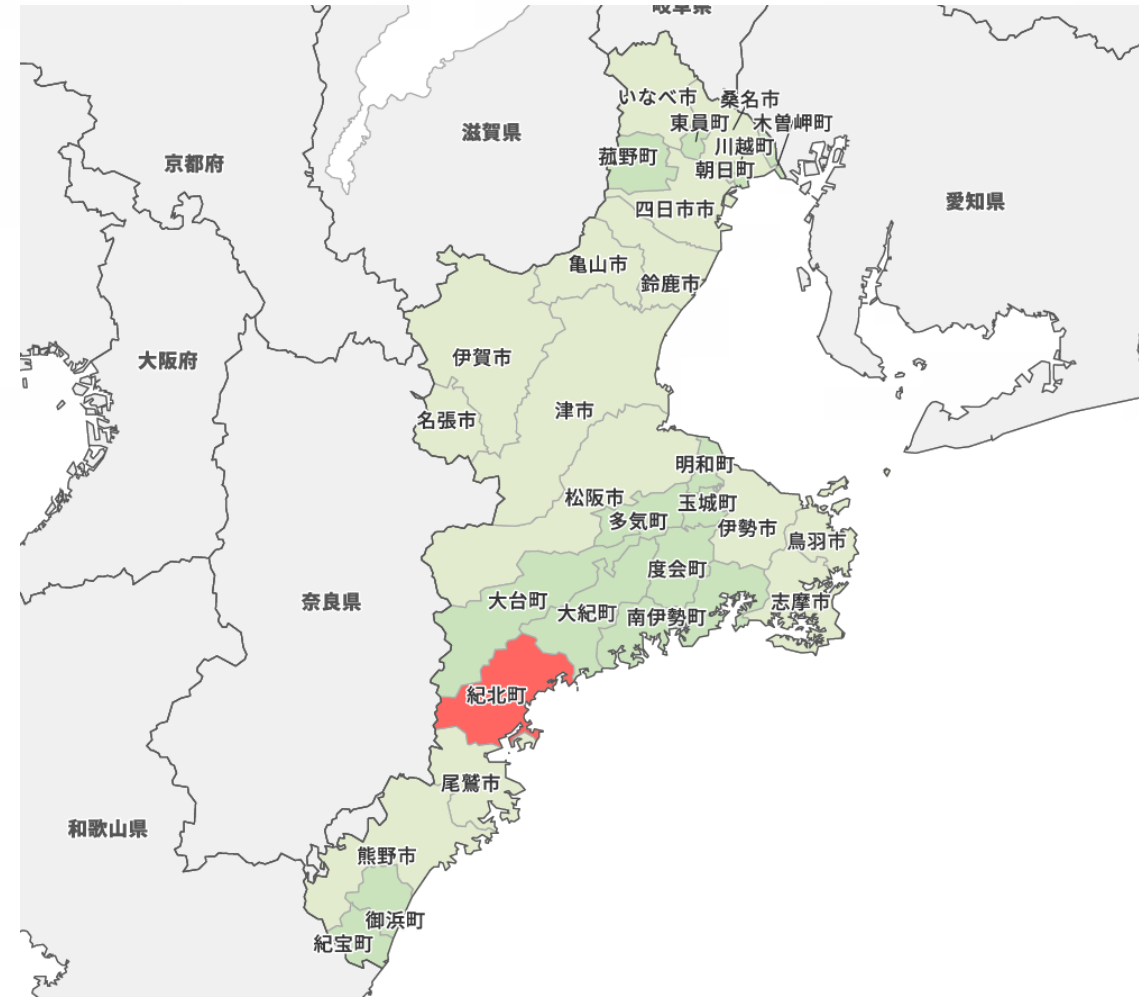 岐阜県
いなべ市
桑名市
東員町
木曽岬町
滋賀県
川越町
菰野町
朝日町
京都府
愛知県
四日市市
亀山市
鈴鹿市
伊賀市
大阪府
津市
名張市
明和町
松阪市
玉城町
多気町
伊勢市
鳥羽市
度会町
奈良県
大台町
志摩市
大紀町
南伊勢町
紀北町
尾鷲市
和歌山県
熊野市
御浜町
紀宝町